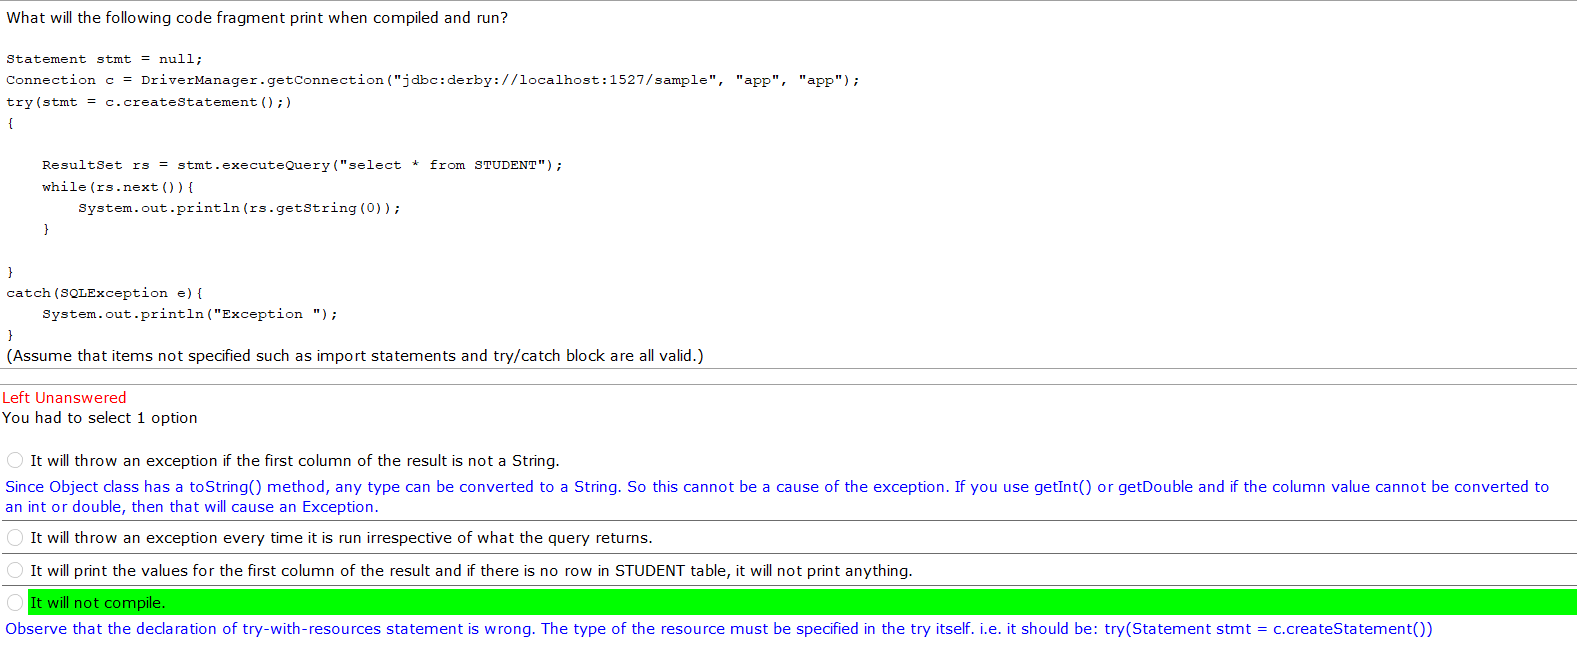 What will the following code fragment print when compiled and run?
Statement stmt = null;
Connection c = DriverManager.getConnection("jdbc:derby://localhost:1527/sample", "app", "app");
try(stmt = c.createStatement();)
{
ResultSet rs = stmt.executeQuery("select * from STUDENT");
while(rs.next()){
System.out.println(rs.getString(0));
}
}
catch(SQLException e){
System.out.println("Exception ");
}
(Assume that items not specified such as import statements and try/catch block are all valid.)
Left Unanswered
You had to select 1 option
It will throw an exception if the first column of the result is not a String.
Since Object class has a toString() method, any type can be converted to a String. So this cannot be a cause of the exception. If you use getInt() or getDouble and if the column value cannot be converted to
an int or double, then that will cause an Exception.
It will throw an exception every time it is run irrespective of what the query returns.
It will print the values for the first column of the result and if there is no row in STUDENT table, it will not print anything.
It will not compile.
Observe that the declaration of try-with-resources statement is wrong. The type of the resource must be specified in the try itself. i.e. it should be: try(Statement stmt = c.createStatement())